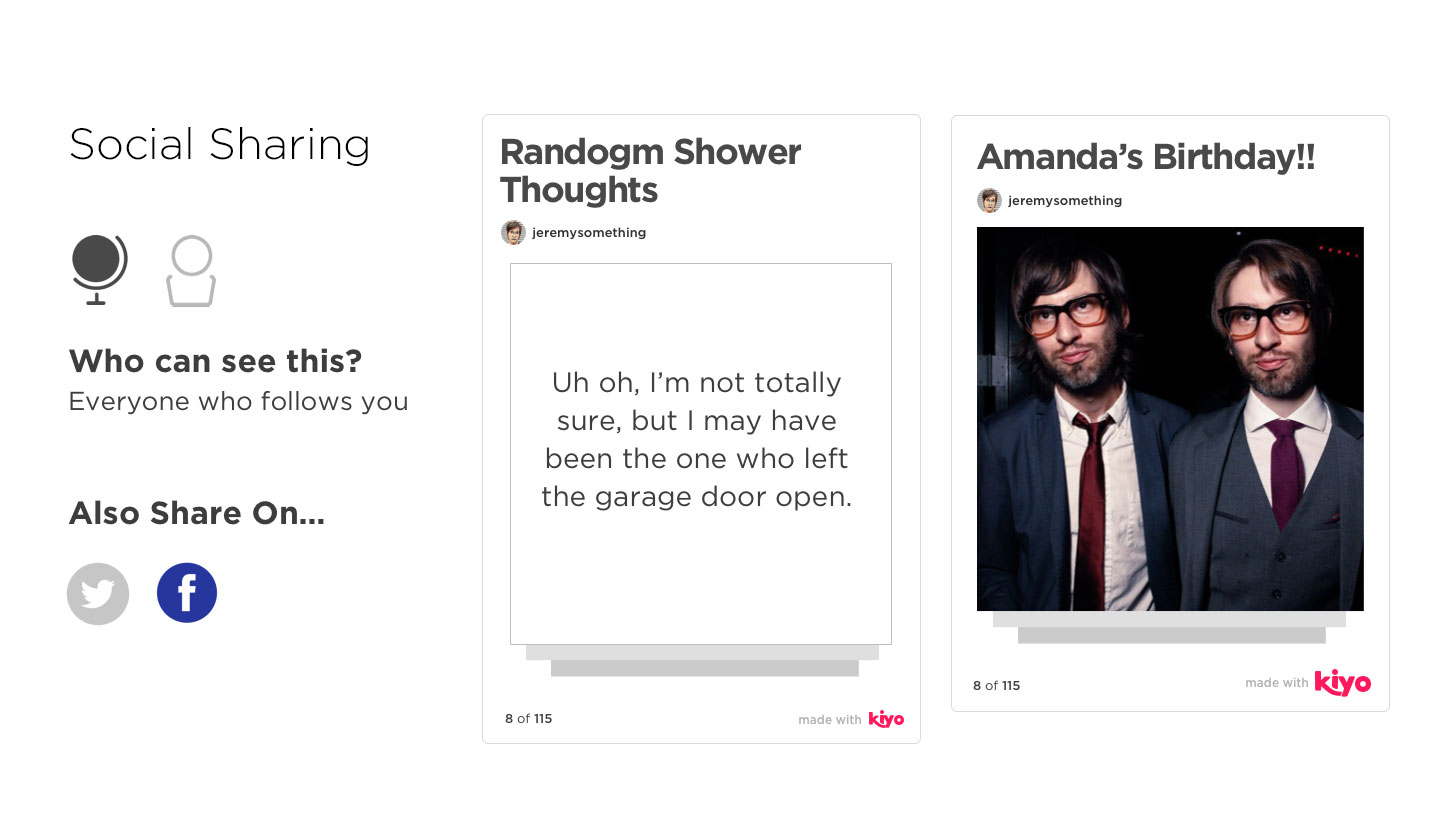 Social Sharing
Who can see this?
Everyone who follows you
Also Share On...
Randogm Shower
Thoughts
jeremysomething
Uh oh, I’m not totally
sure, but I may have
been the one who left
the garage door open.
8 of 115
made with kiyo
Amanda’s Birthday!!
jeremysomething
8 of 115
made with kiyo